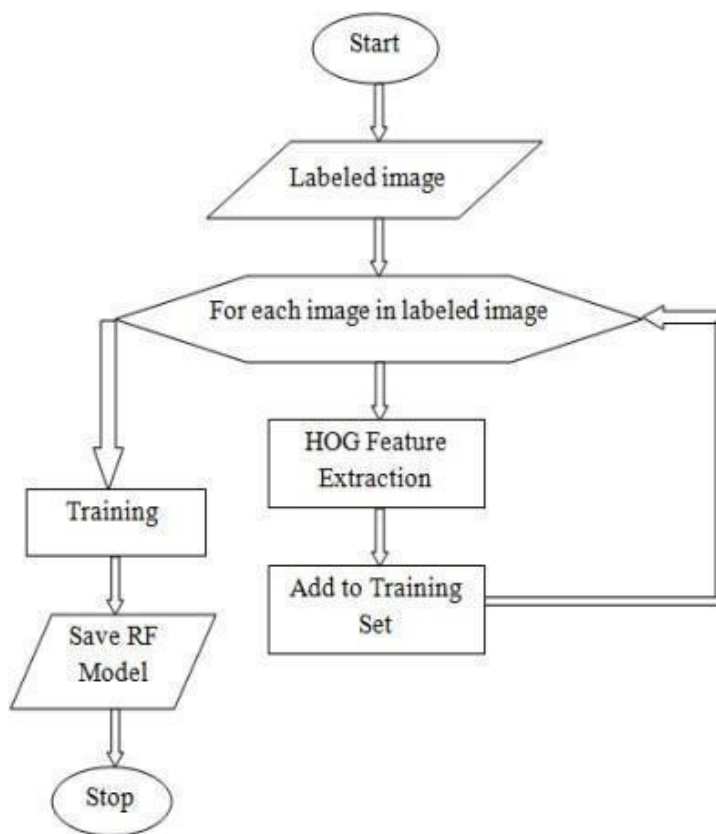 Start
Labeled image
For each image in labeled image
HOG Feature
Extraction
Add to Training
Set
Training
Save RF
Model
Stop